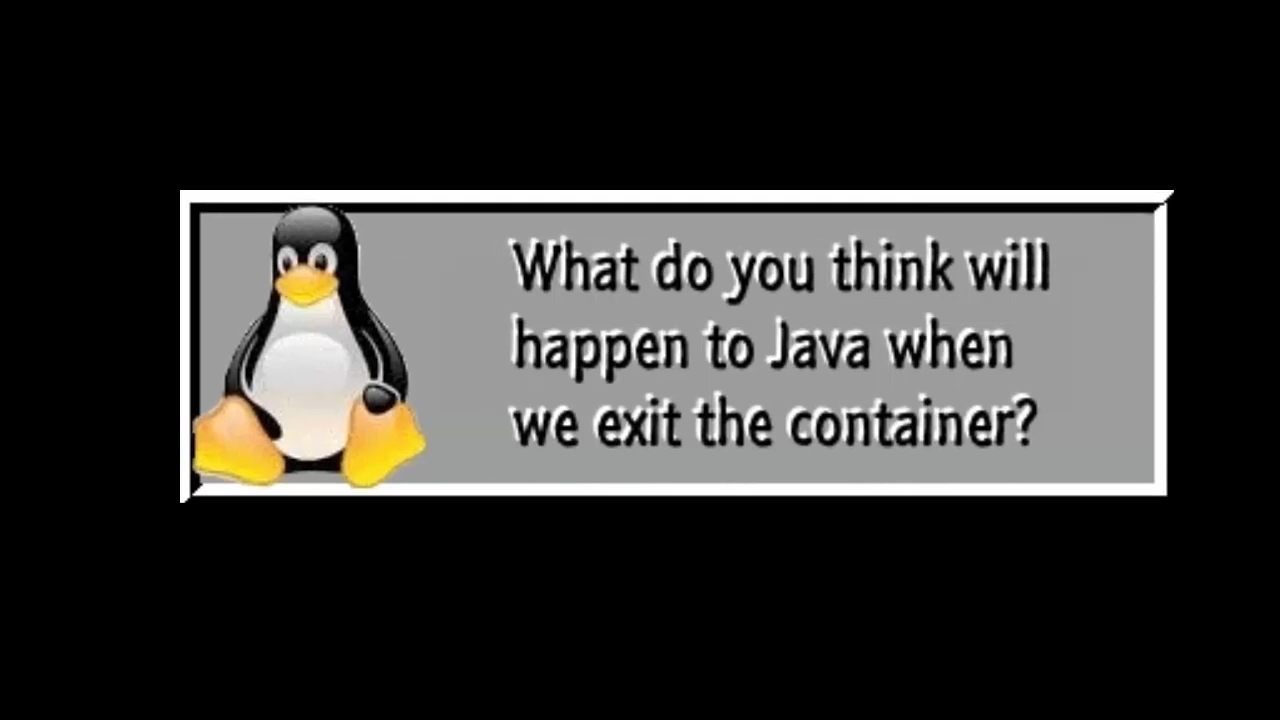 What do you think will
happen to Java when
we exit the container?